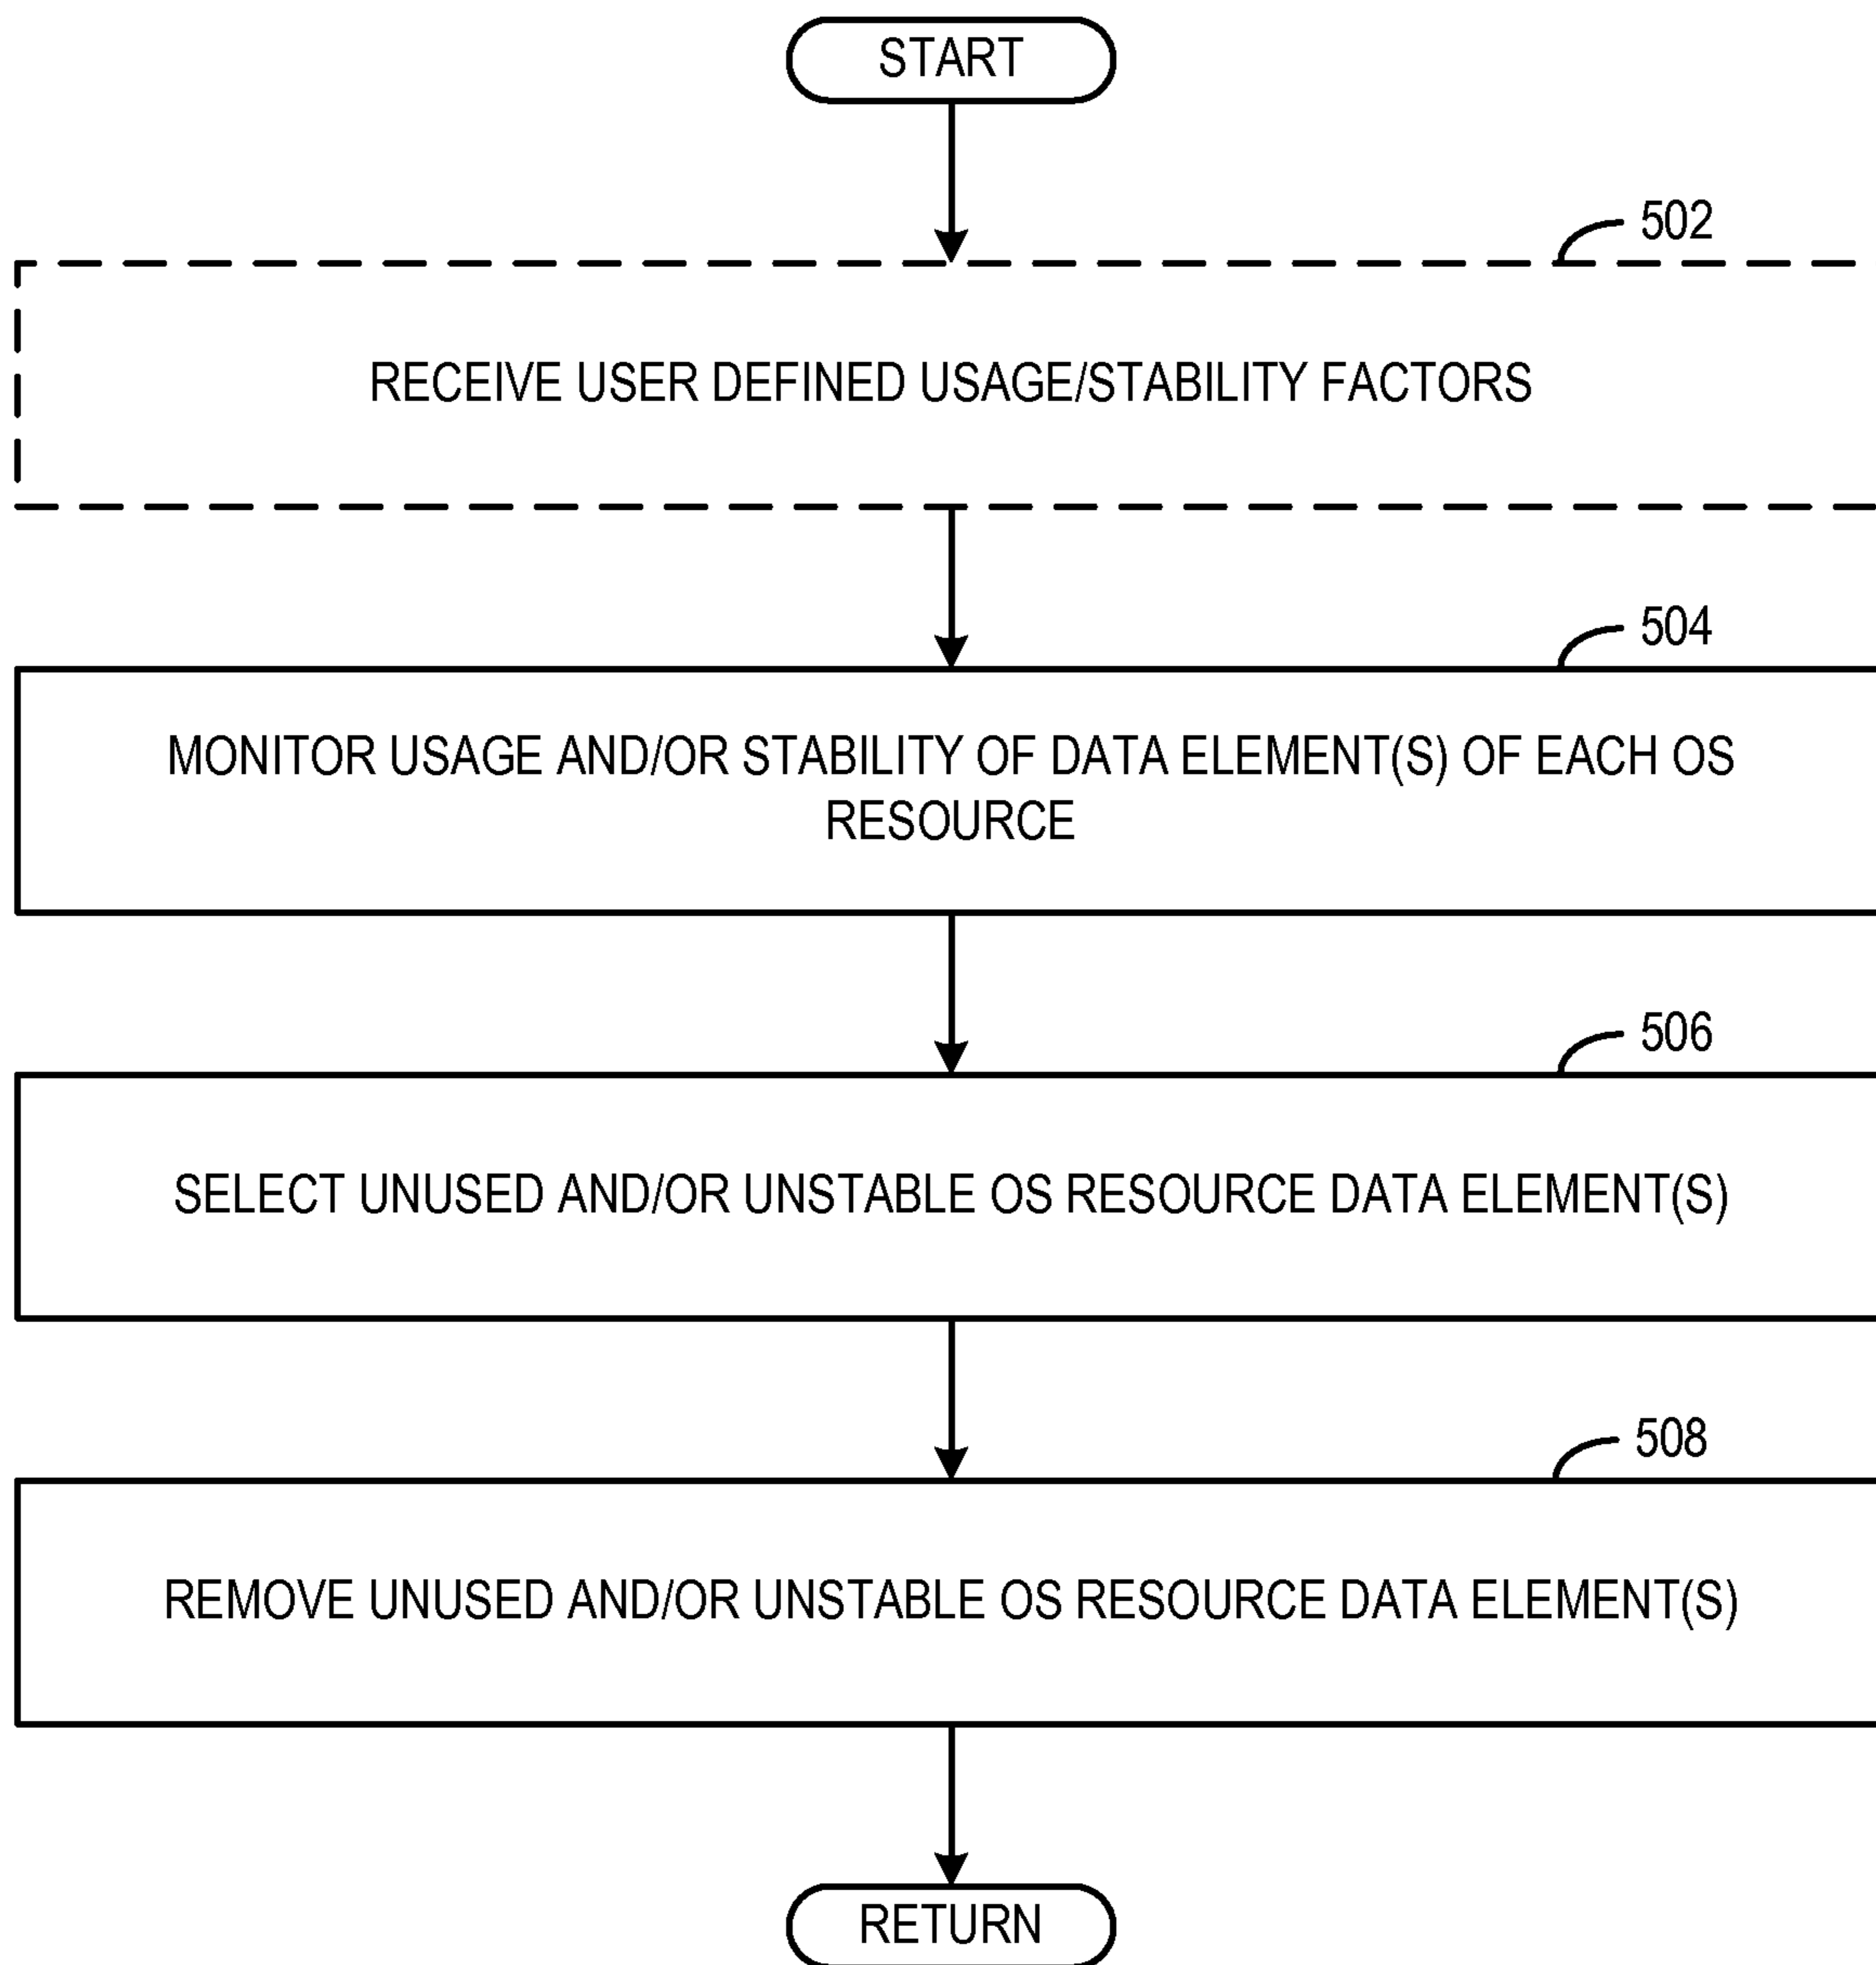 START
502
RECEIVE USER DEFINED USAGE/STABILITY FACTORS
504
MONITOR USAGE AND/OR STABILITY OF DATA ELEMENT(S) OF EACH OS
RESOURCE
506
SELECT UNUSED AND/OR UNSTABLE OS RESOURCE DATA ELEMENT(S)
508
REMOVE UNUSED AND/OR UNSTABLE OS RESOURCE DATA ELEMENT(S)
RETURN